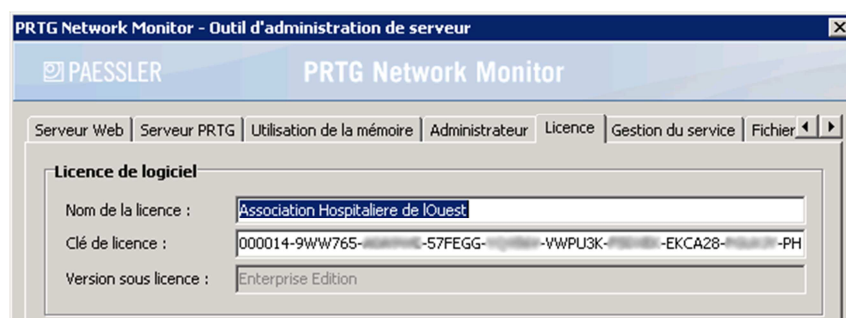 PRTG Network Monitor - Outil d'administration de serveur
PAESSLER PRTG Network Monitor
Serveur Web Serveur PRTG Utilisation de la mémoire Administrateur Licence Gestion du service Fichier
Licence de logiciel
Nom de la licence : Association Hospitaliere de lOuest
Clé de licence : 000014-9WW765- -57FEGG- -VWPU3K- -EKCA28- -PH
Version sous licence : Enterprise Edition